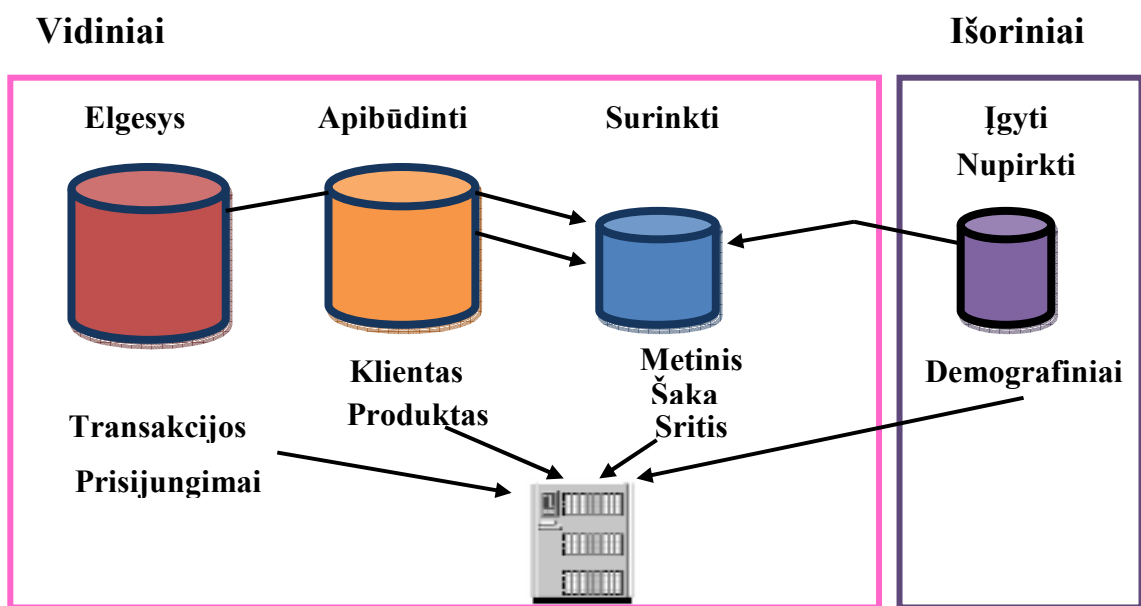 Vidiniai
Išoriniai
Elgesys
Apibūdinti
Surinkti
Įgyti
Nupirkti
Klientas
Produktas
Metinis
Šaka
Sritis
Demografiniai
Transakcijos
Prisijungimai